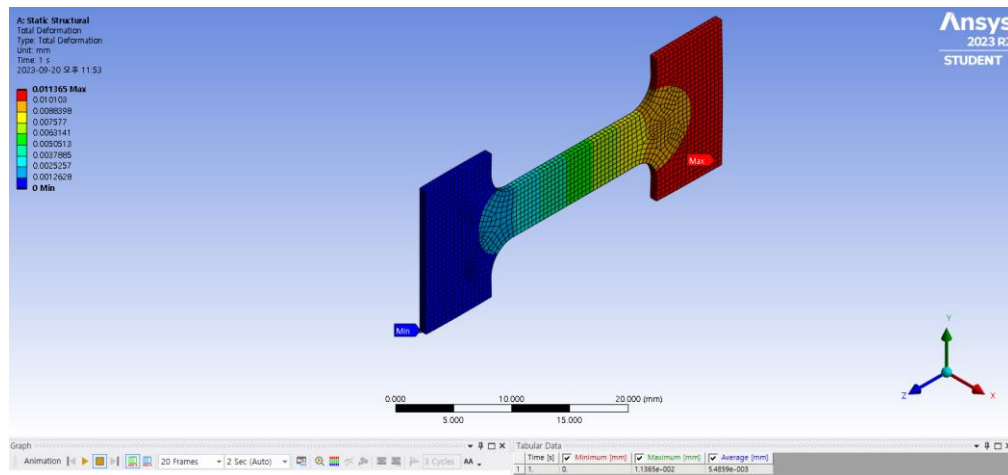 A: Static Structural
Total Deformation
Type: Total Deformation
Unit: mm
Time: 1 s
2023-09-20 오후 11:53
0.011365 Max
0.010103
0.0088398
0.007577
0.0063141
0.0050513
0.0037885
0.0025257
0.0012628
0 Min
Ansys
2023 R2
STUDENT
Max
Min
Y
Z
X
0.000
10.000
20.000 (mm)
5.000
15.000
Graph
Animation
20 Frames
2 Sec (Auto)
3 Cycles
AA
Tabular Data
Time [s]
Minimum [mm]
Maximum [mm]
Average [mm]
1
1.
0.
1.1365e-002
5.4859e-003